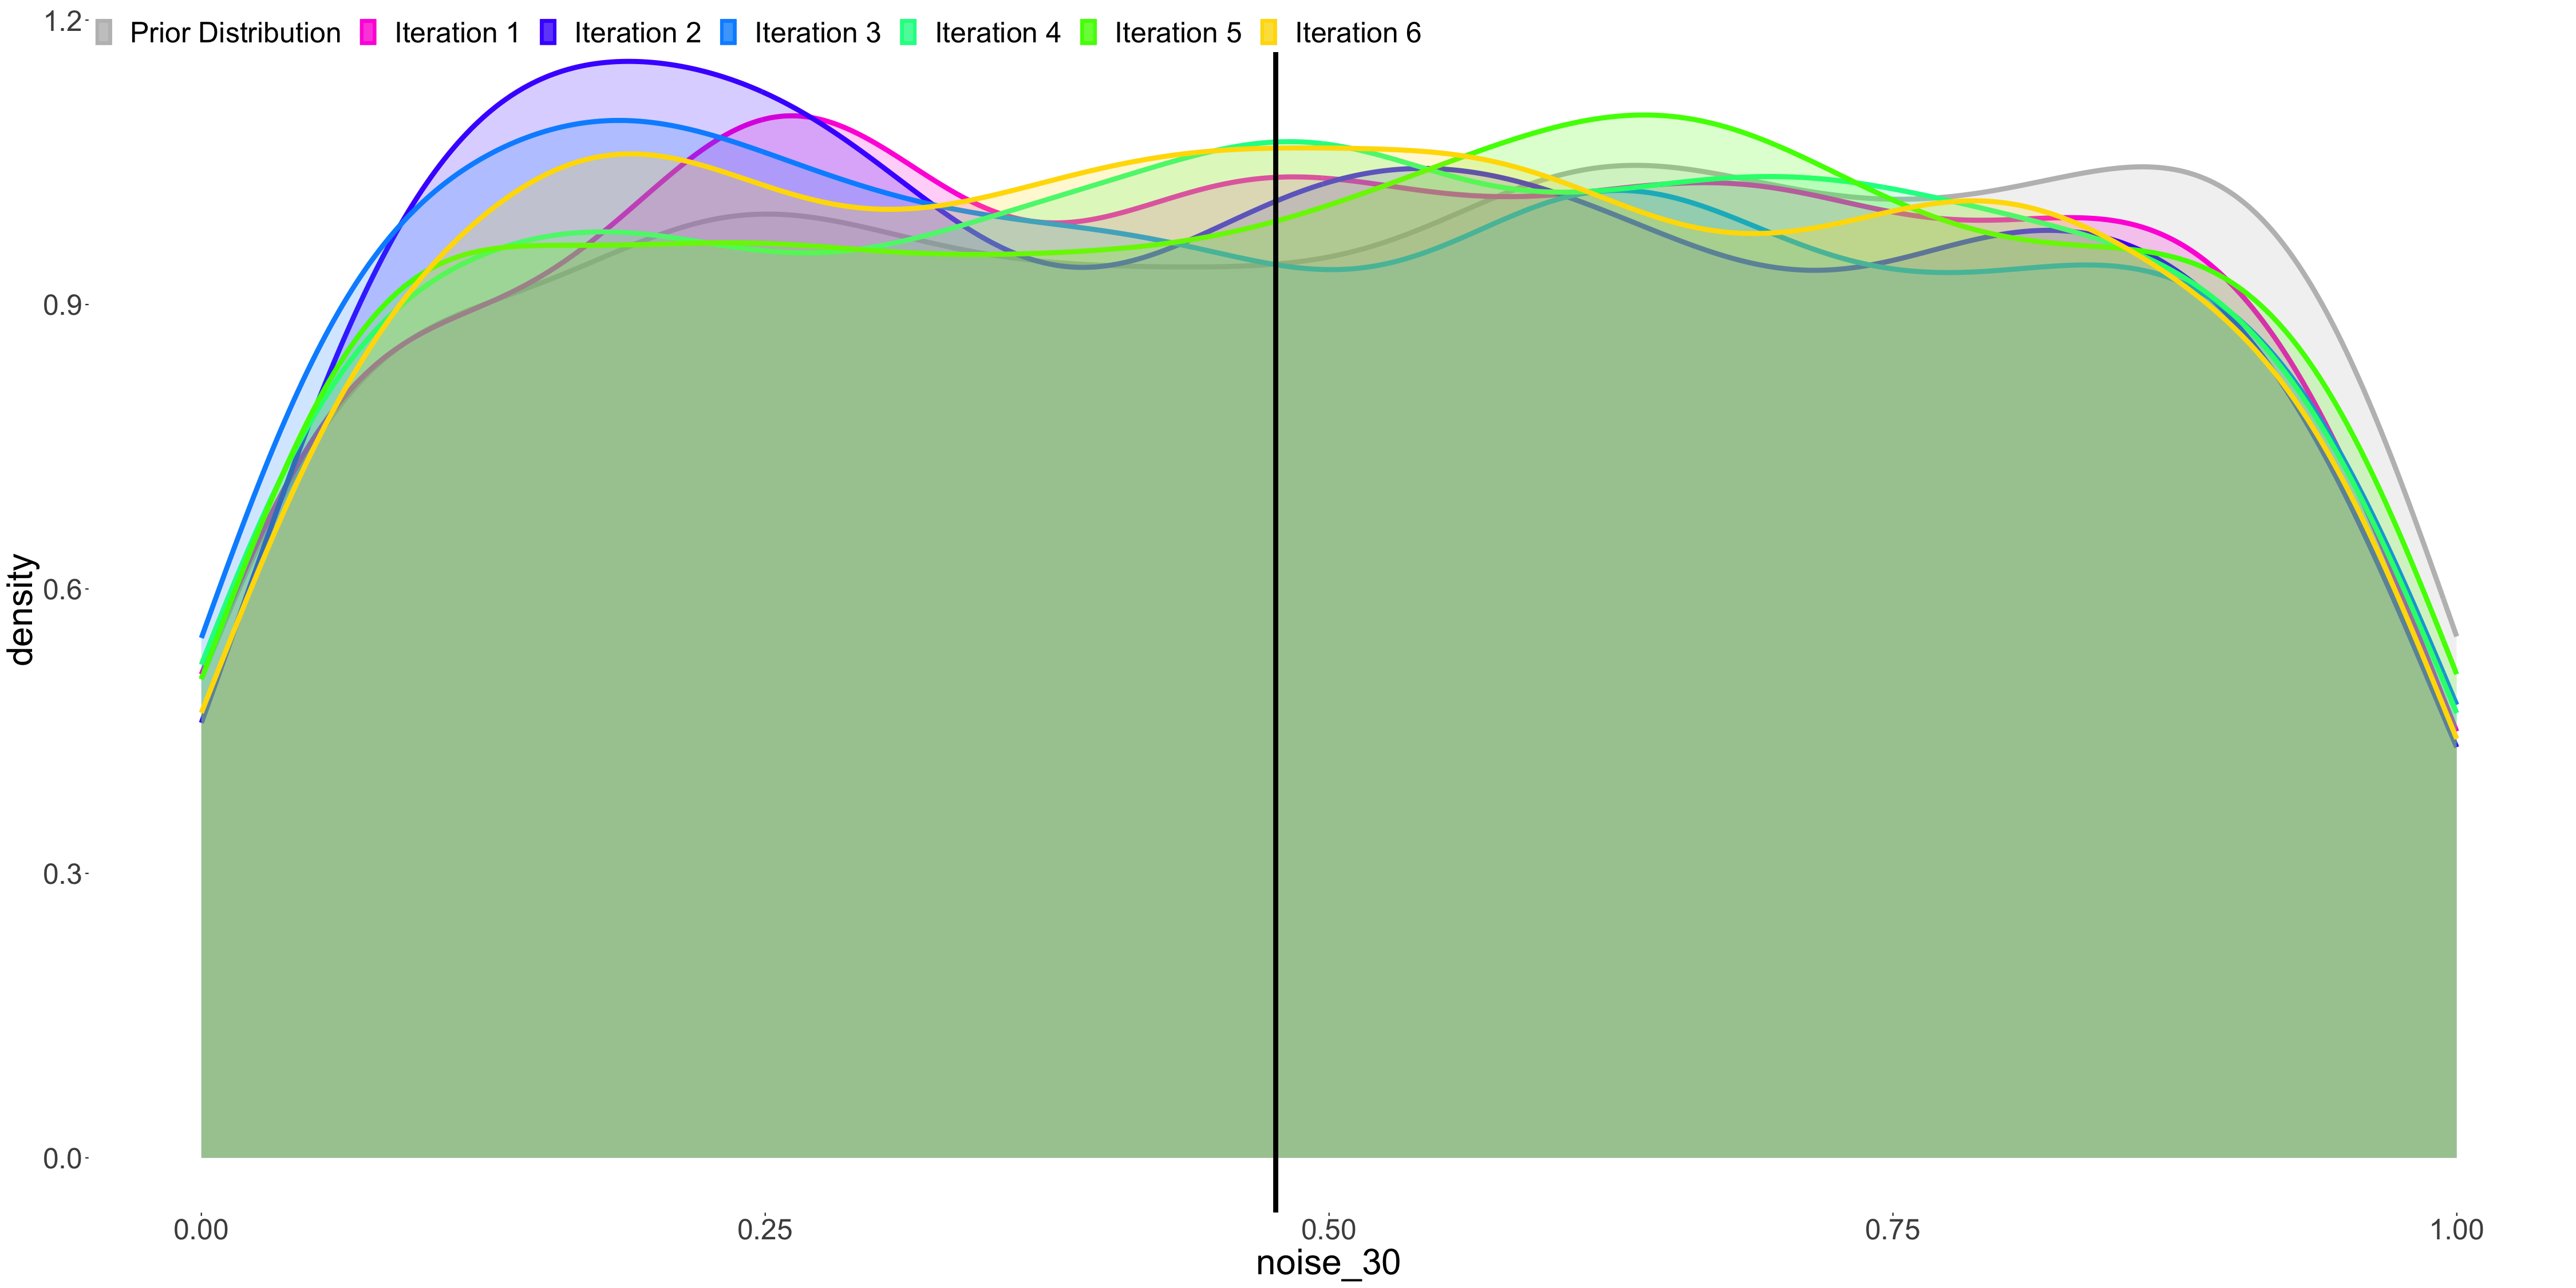 Prior Distribution Iteration 1 Iteration 2 Iteration 3 Iteration 4 Iteration 5 Iteration 6
1.2
0.9
0.6
0.3
0.0
density
0.00 0.25 0.50 0.75 1.00
noise_30